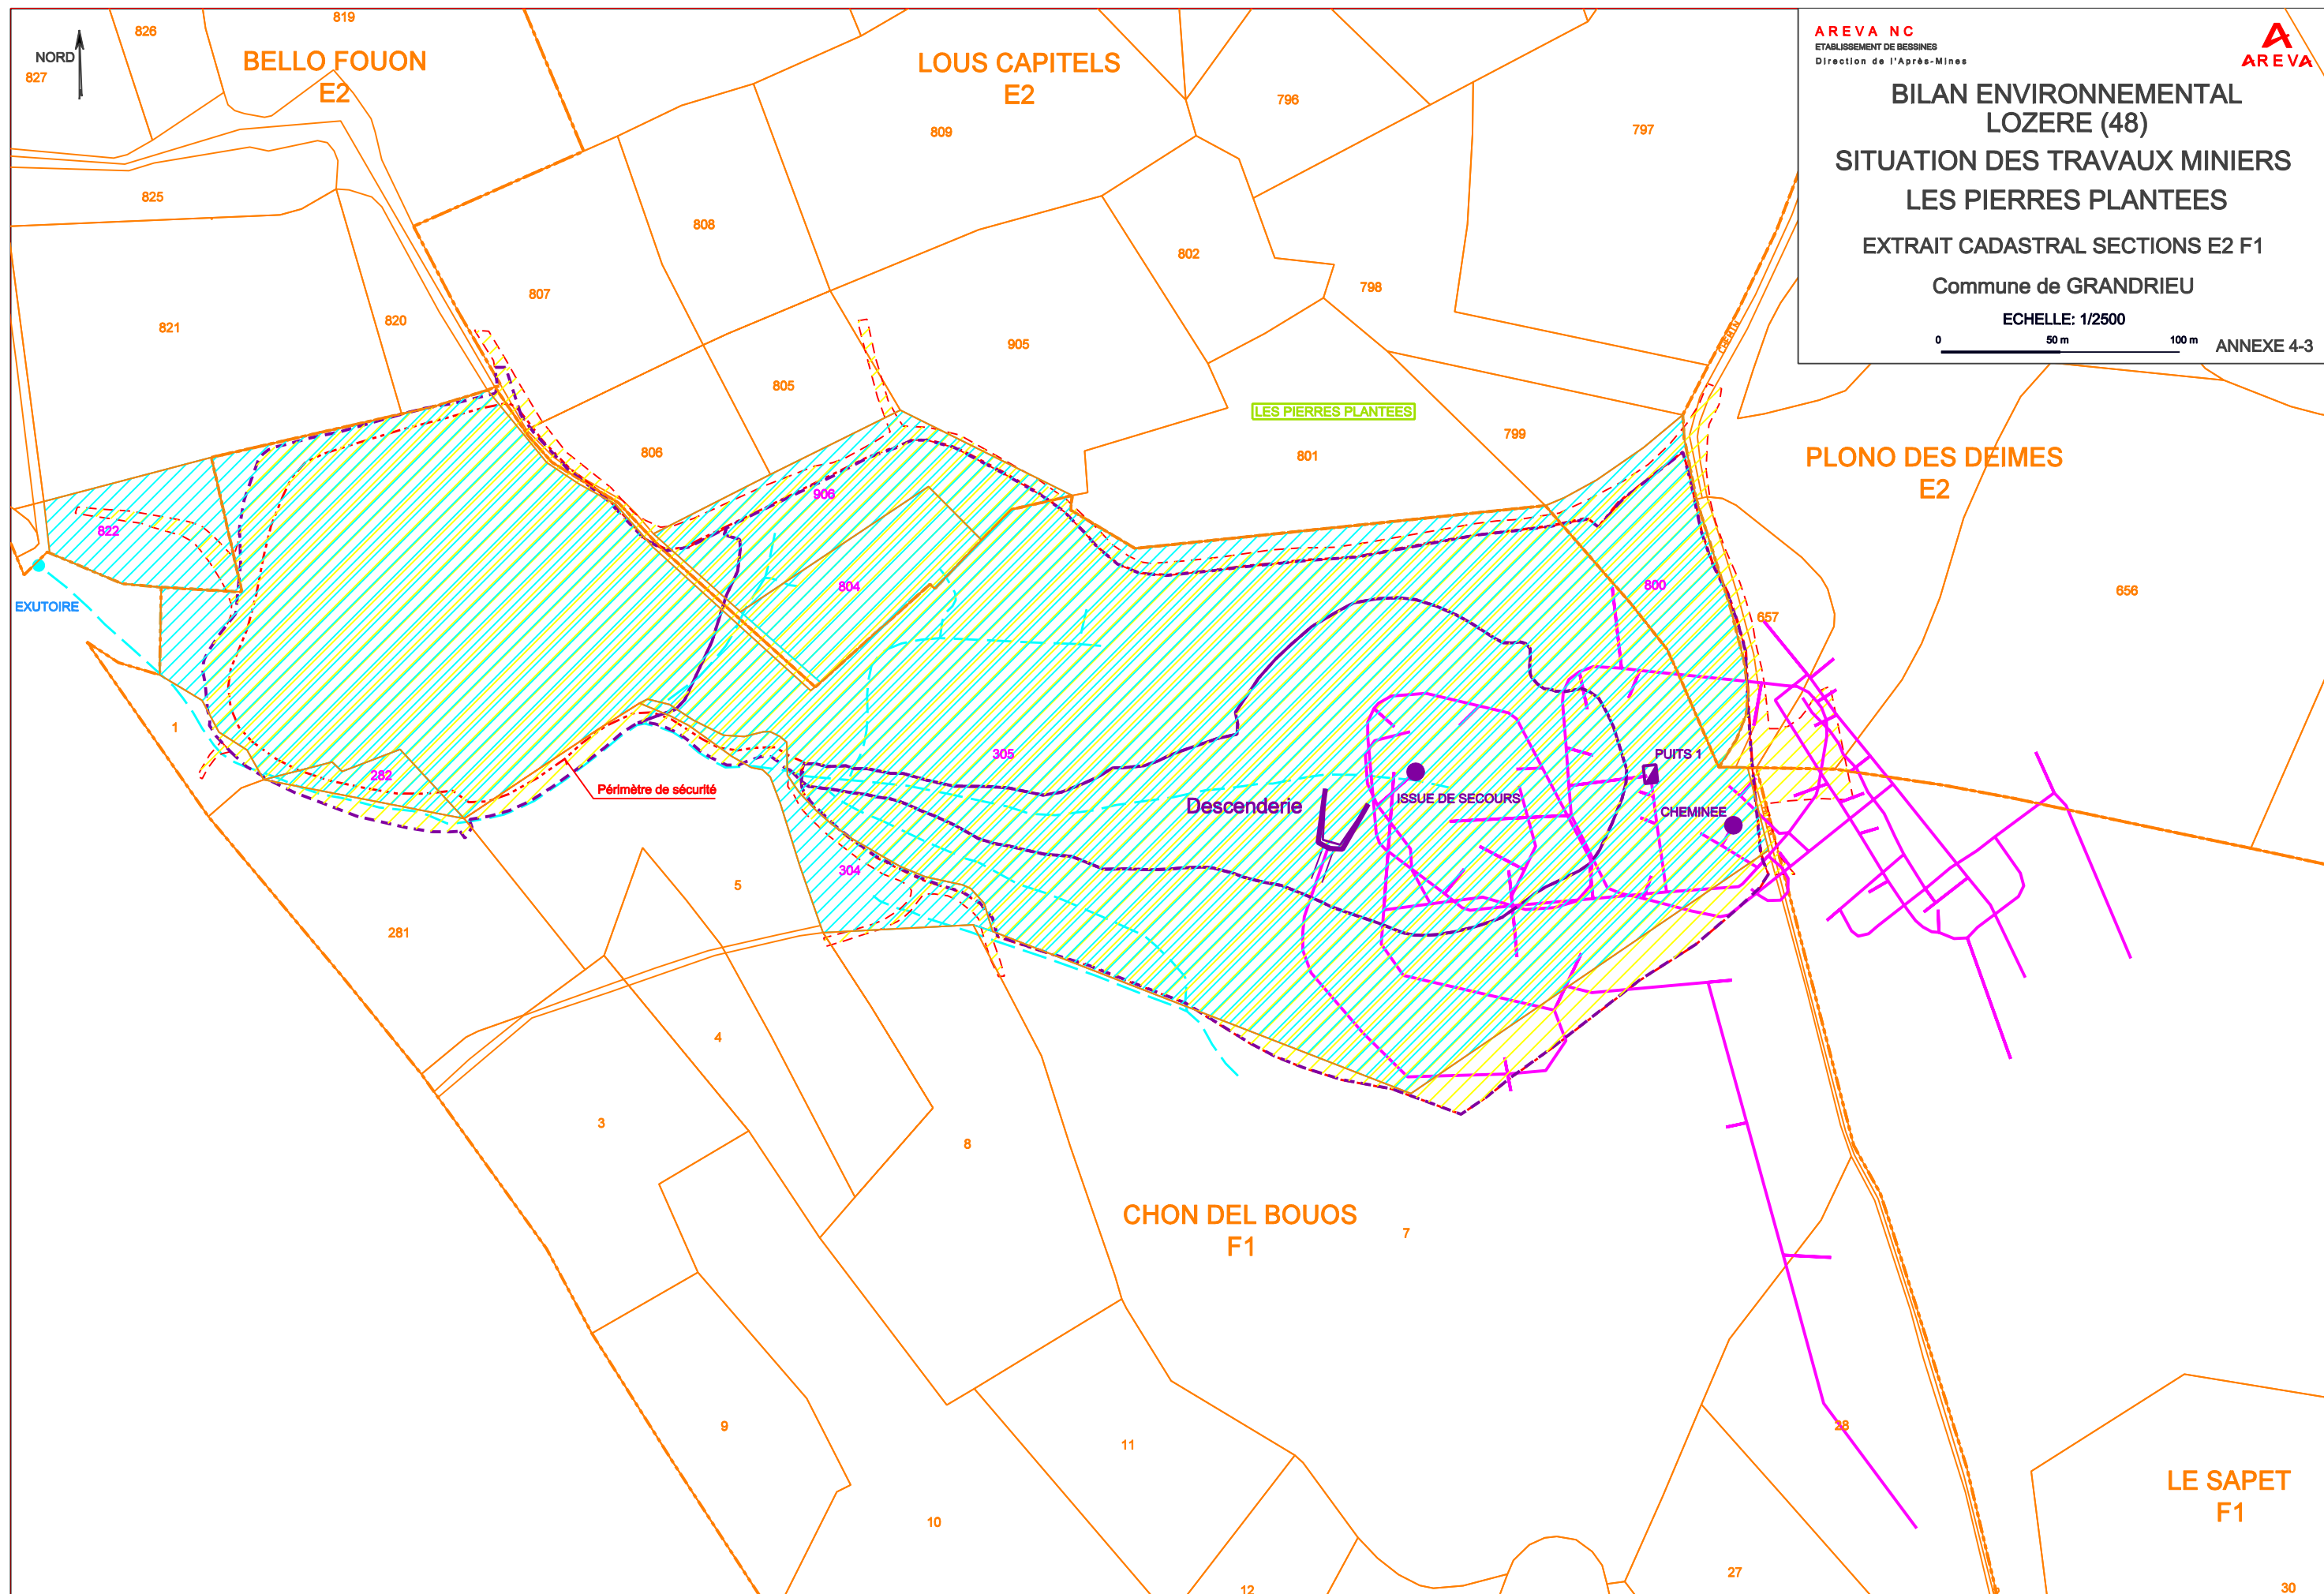 AREVA NC
ETABLISSEMENT DE BESSINES
Direction de l'Après-Mines
AREVA
BILAN ENVIRONNEMENTAL
LOZERE (48)
SITUATION DES TRAVAUX MINIERS
LES PIERRES PLANTEES
EXTRAIT CADASTRAL SECTIONS E2 F1
Commune de GRANDRIEU
ECHELLE: 1/2500
0 50 m 100 m
ANNEXE 4-3
NORD
827
826
819
BELLO FOUON
E2
LOUS CAPITELS
E2
809
796
797
825
808
802
798
807
821
820
905
805
LES PIERRES PLANTEES
799
801
806
PLONO DES DEIMES
E2
906
822
804
800
656
657
EXUTOIRE
1
305
282
Périmètre de sécurité
PUITS 1
Descenderie
ISSUE DE SECOURS
CHEMINEE
304
5
281
4
3
8
CHON DEL BOUOS
F1
7
9
11
28
LE SAPET
F1
10
27
12
30